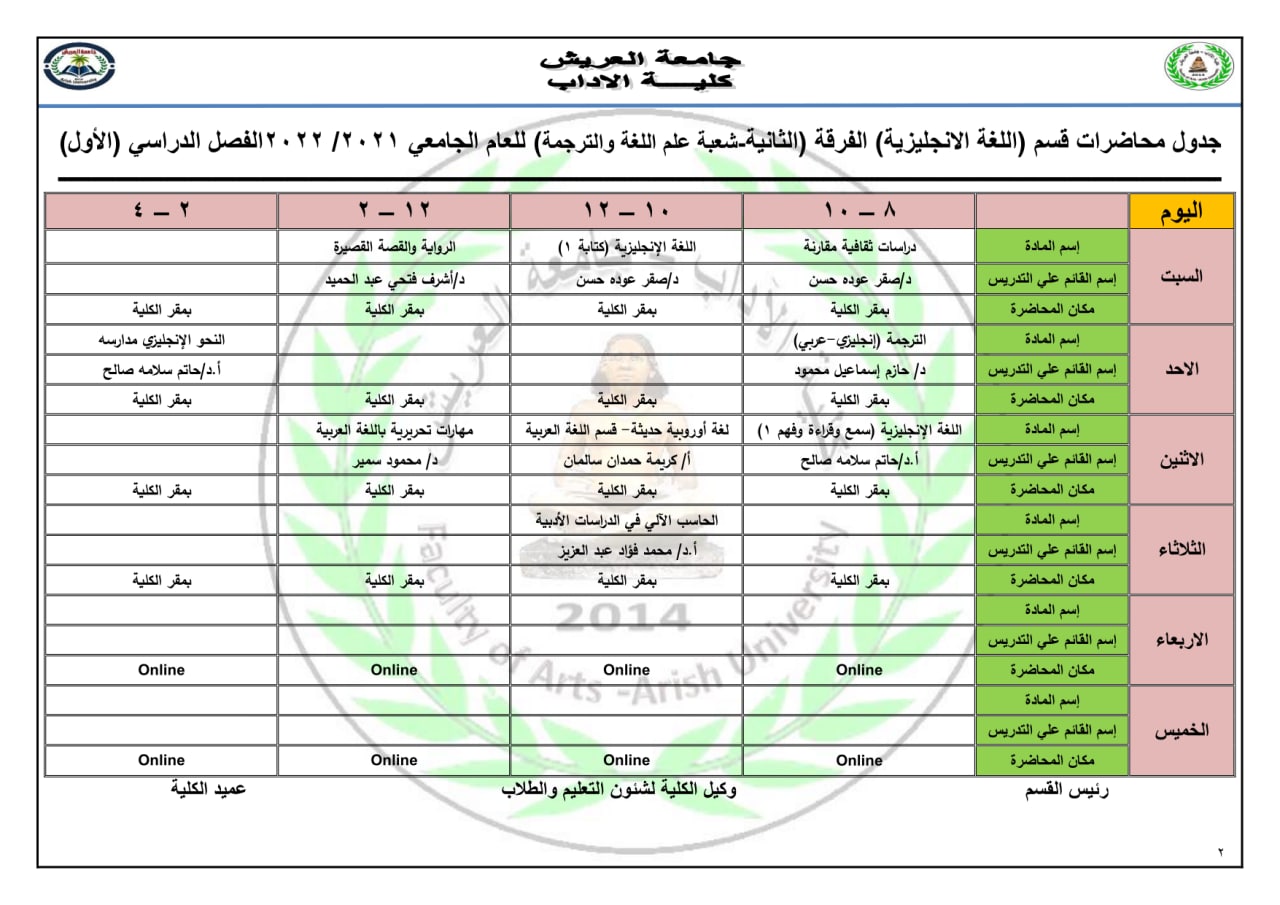 جامعة العريش
كليـــة الاداب
جدول محاضرات قسم (اللغة الانجليزية) الفرقة (الثانية-شعبة علم اللغة والترجمة) للعام الجامعي ٢٠٢١/ ٢٠٢٢الفصل الدراسي (الأول)
اليوم ٨ – ١٠ ١٠ – ١٢ ١٢ – ٢ ٢ – ٤
السبت
إسم المادة دراسات ثقافية مقارنة اللغة الإنجليزية (كتابة ١) الرواية والقصة القصيرة
إسم القائم علي التدريس د/صقر عوده حسن د/صقر عوده حسن د/أشرف فتحي عبد الحميد
مكان المحاضرة بمقر الكلية بمقر الكلية بمقر الكلية بمقر الكلية
الاحد
إسم المادة الترجمة (إنجليزي-عربي) النحو الإنجليزي مدارسه
إسم القائم علي التدريس د/ حازم إسماعيل محمود أ.د/حاتم سلامه صالح
مكان المحاضرة بمقر الكلية بمقر الكلية بمقر الكلية بمقر الكلية
الاثنين
إسم المادة اللغة الإنجليزية (سمع وقراءة وفهم ١) لغة أوروبية حديثة- قسم اللغة العربية مهارات تحريرية باللغة العربية
إسم القائم علي التدريس أ.د/حاتم سلامه صالح أ/ كريمة حمدان سالمان د/ محمود سمير
مكان المحاضرة بمقر الكلية بمقر الكلية بمقر الكلية بمقر الكلية
الثلاثاء
إسم المادة الحاسب الآلي في الدراسات الأدبية
إسم القائم علي التدريس أ.د/ محمد فؤاد عبد العزيز
مكان المحاضرة بمقر الكلية بمقر الكلية بمقر الكلية بمقر الكلية
الاربعاء
إسم المادة
إسم القائم علي التدريس
مكان المحاضرة Online Online Online Online
الخميس
إسم المادة
إسم القائم علي التدريس
مكان المحاضرة Online Online Online Online
رئيس القسم وكيل الكلية لشئون التعليم والطلاب عميد الكلية
٢
كلية الأداب - جامعة العريش
2014
Faculty of Arts -Arish University